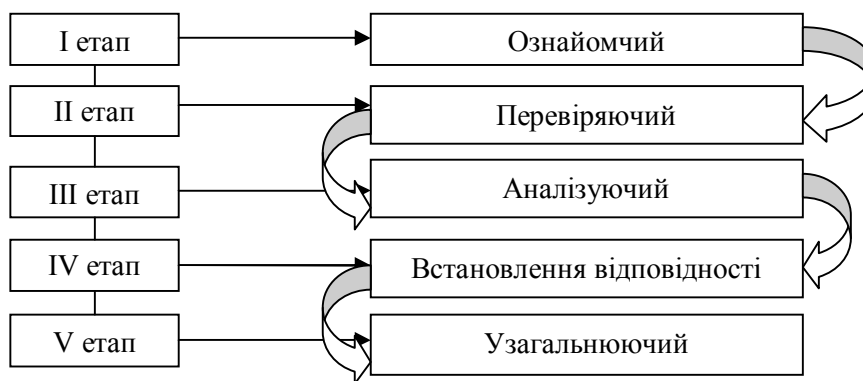 I етап
Ознайомчий
II етап
Перевіряючий
III етап
Аналізуючий
IV етап
Встановлення відповідності
V етап
Узагальнюючий